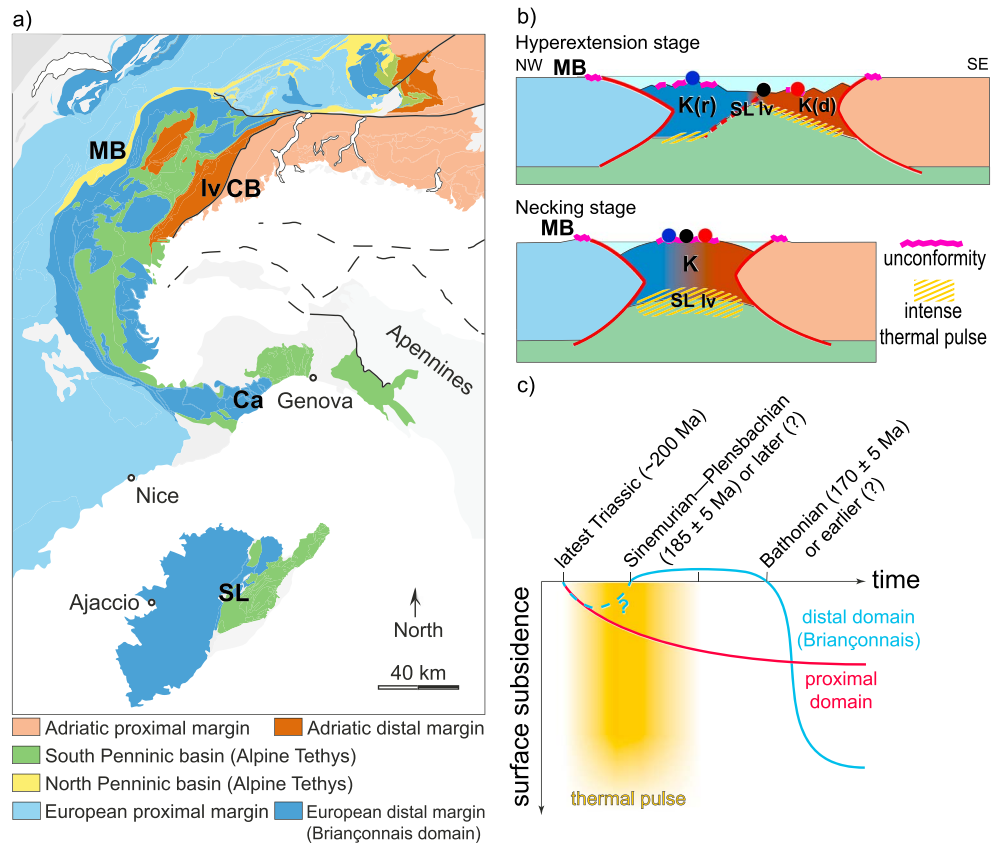 a)
MB
Iv CB
Apennines
Ca
Genova
Nice
SL
Ajaccio
North
40 km
Adriatic proximal margin
Adriatic distal margin
South Penninic basin (Alpine Tethys)
North Penninic basin (Alpine Tethys)
European proximal margin
European distal margin
(Briançonnais domain)
b)
Hyperextension stage
NW
MB
SE
K(r)
SL Iv
K(d)
Necking stage
MB
K
SL Iv
unconformity
intense
thermal pulse
c)
latest Triassic (~200 Ma)
Sinemurian—Plensbachian
(185 ± 5 Ma) or later (?)
Bathonian (170 ± 5 Ma)
or earlier (?)
time
?
distal domain
(Briançonnais)
proximal
domain
surface subsidence
thermal pulse